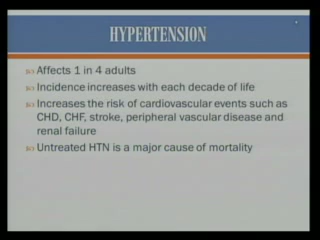 HYPERTENSION
Affects 1 in 4 adults
Incidence increases with each decade of life
Increases the risk of cardiovascular events such as
CHD, CHF, stroke, peripheral vascular disease and
renal failure
Untreated HTN is a major cause of mortality